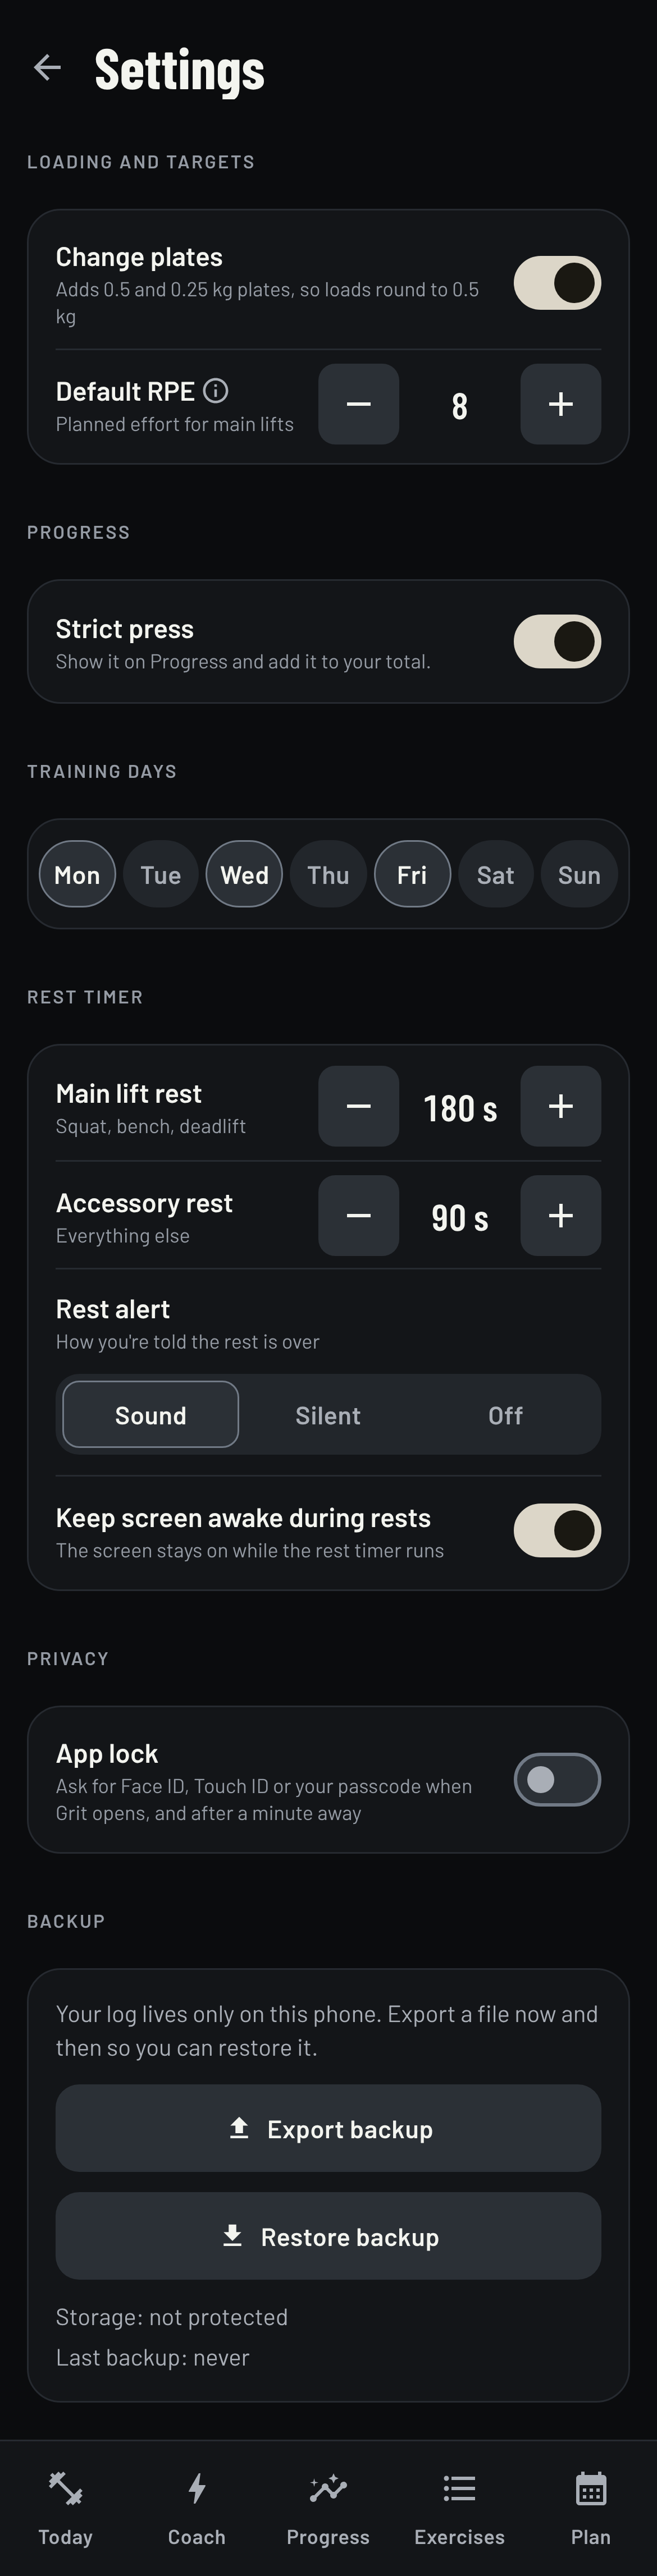 Settings
LOADING AND TARGETS
Change plates
Adds 0.5 and 0.25 kg plates, so loads round to 0.5
kg
Default RPE
Planned effort for main lifts
8
PROGRESS
Strict press
Show it on Progress and add it to your total.
TRAINING DAYS
Mon Tue Wed Thu Fri Sat Sun
REST TIMER
Main lift rest
Squat, bench, deadlift
180 s
Accessory rest
Everything else
90 s
Rest alert
How you're told the rest is over
Sound Silent Off
Keep screen awake during rests
The screen stays on while the rest timer runs
PRIVACY
App lock
Ask for Face ID, Touch ID or your passcode when
Grit opens, and after a minute away
BACKUP
Your log lives only on this phone. Export a file now and
then so you can restore it.
Export backup
Restore backup
Storage: not protected
Last backup: never
Today Coach Progress Exercises Plan